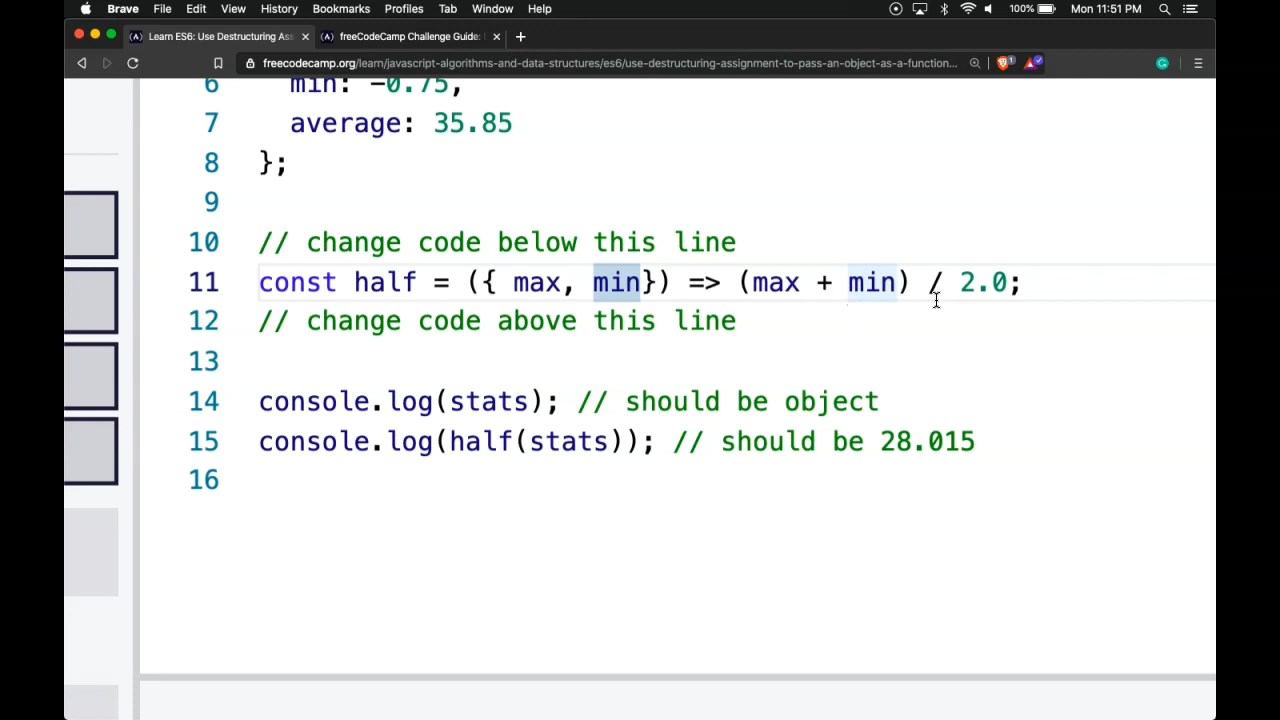 Brave File Edit View History Bookmarks Profiles Tab Window Help 100% Mon 11:51 PM
Learn ES6: Use Destructuring Ass freeCodeCamp Challenge Guide:
freecodecamp.org/learn/javascript-algorithms-and-data-structures/es6/use-destructuring-assignment-to-pass-an-object-as-a-function...
6 min: -0.75,
7 average: 35.85
8 };
9
10 // change code below this line
11 const half = ({ max, min}) => (max + min) / 2.0;
12 // change code above this line
13
14 console.log(stats); // should be object
15 console.log(half(stats)); // should be 28.015
16